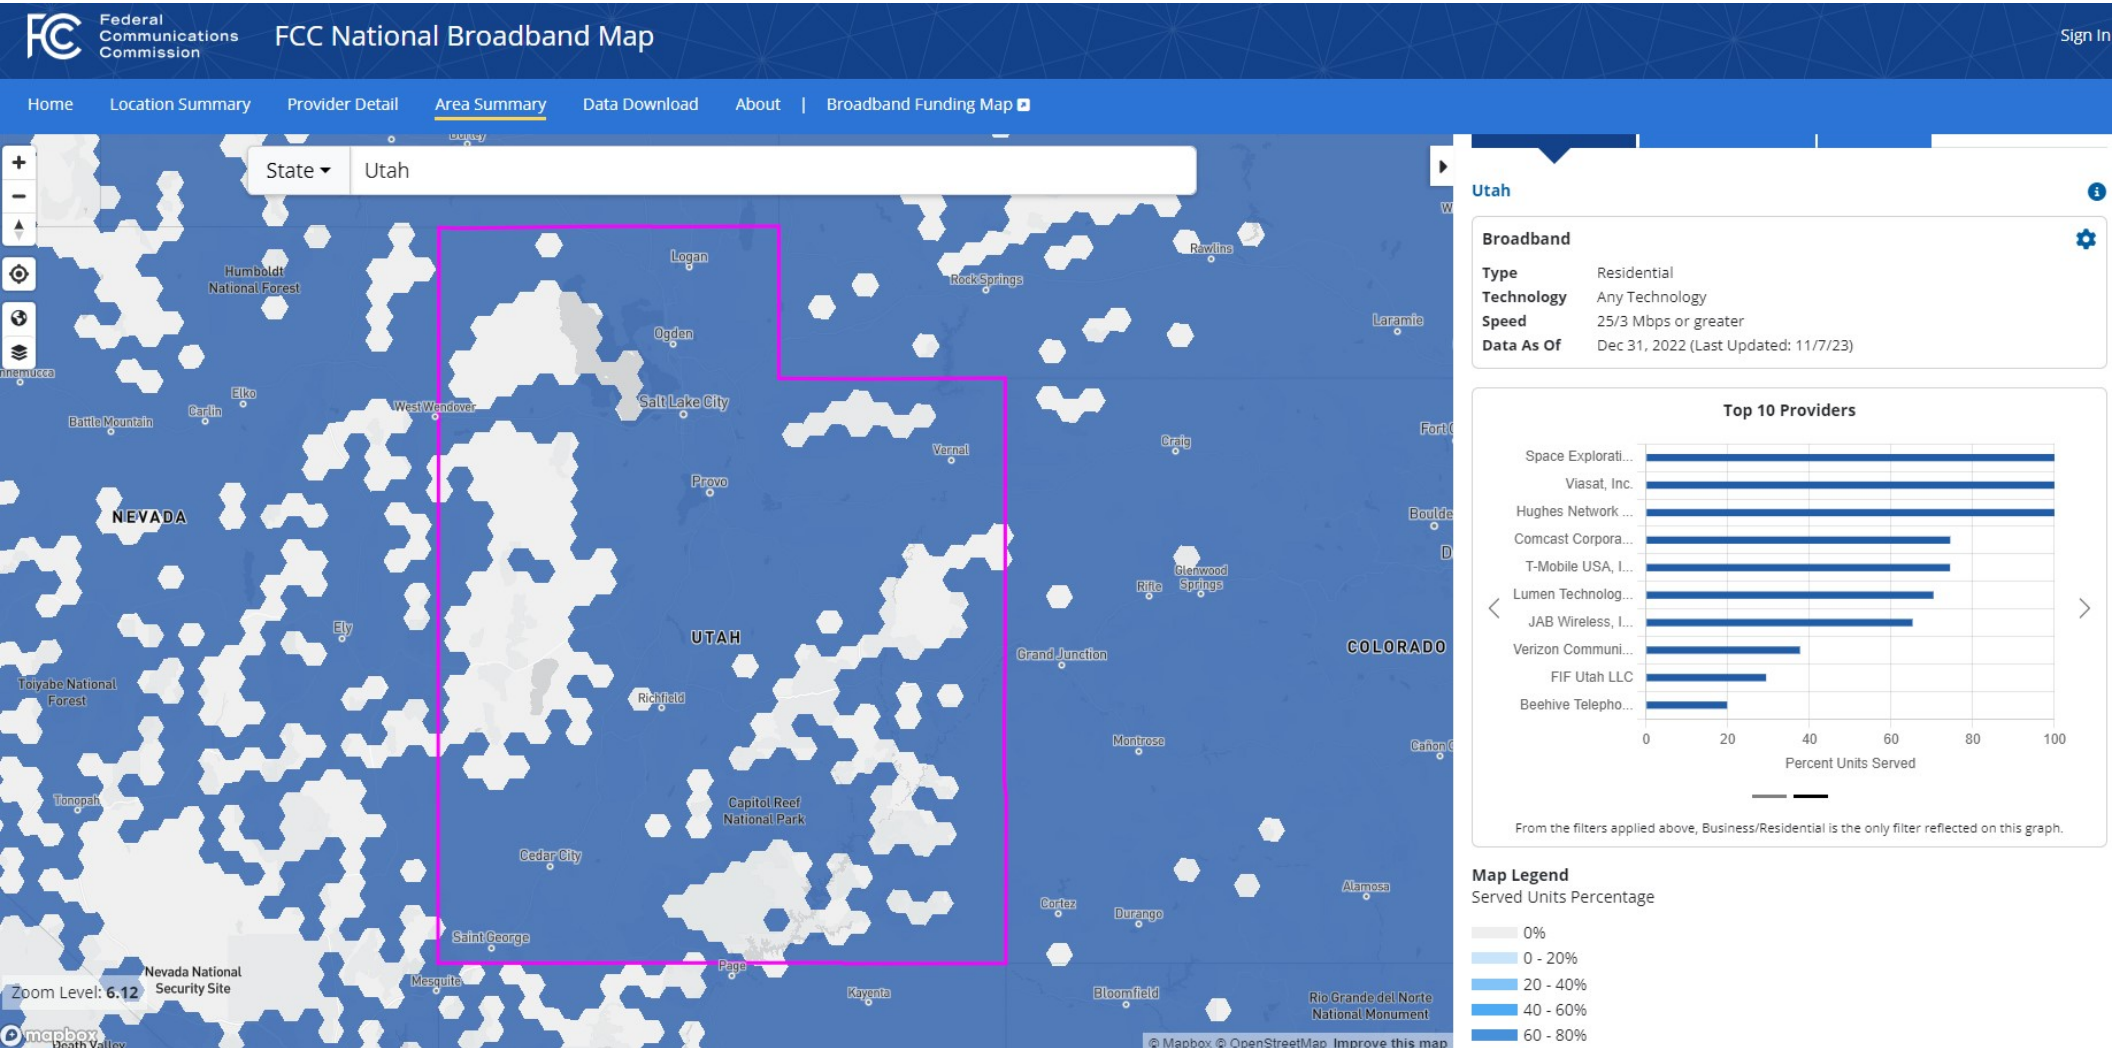 Federal
Communications
Commission
FCC
FCC National Broadband Map
Sign In
Home
Location Summary
Provider Detail
Area Summary
Data Download
About
|
Broadband Funding Map
State
Utah
Humboldt
National Forest
Logan
Rock Springs
Rawlins
Ogden
Laramie
Elko
West Wendover
Salt Lake City
Carlin
Battle Mountain
Craig
Vernal
Provo
NEVADA
Glenwood
Springs
Rifle
Ely
UTAH
Grand Junction
COLORADO
Toiyabe National
Forest
Richfield
Montrose
Tonopah
Capitol Reef
National Park
Cedar City
Alamosa
Cortez
Durango
Saint George
Page
Nevada National
Security Site
Mesquite
Kayenta
Bloomfield
Rio Grande del Norte
National Monument
Zoom Level: 6.12
mapbox
Death Valley
© Mapbox © OpenStreetMap Improve this map
Utah
Broadband
Type Residential
Technology Any Technology
Speed 25/3 Mbps or greater
Data As Of Dec 31, 2022 (Last Updated: 11/7/23)
Top 10 Providers
Space Explorati...
Viasat, Inc.
Hughes Network ...
Comcast Corpora...
T-Mobile USA, I...
Lumen Technolog...
JAB Wireless, I...
Verizon Communi...
FIF Utah LLC
Beehive Telepho...
0 20 40 60 80 100
Percent Units Served
From the filters applied above, Business/Residential is the only filter reflected on this graph.
Map Legend
Served Units Percentage
0%
0 - 20%
20 - 40%
40 - 60%
60 - 80%